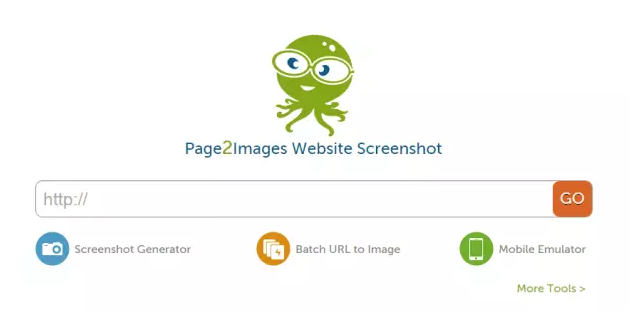 Page2Images Website Screenshot
http://
GO
Screenshot Generator
Batch URL to Image
Mobile Emulator
More Tools >